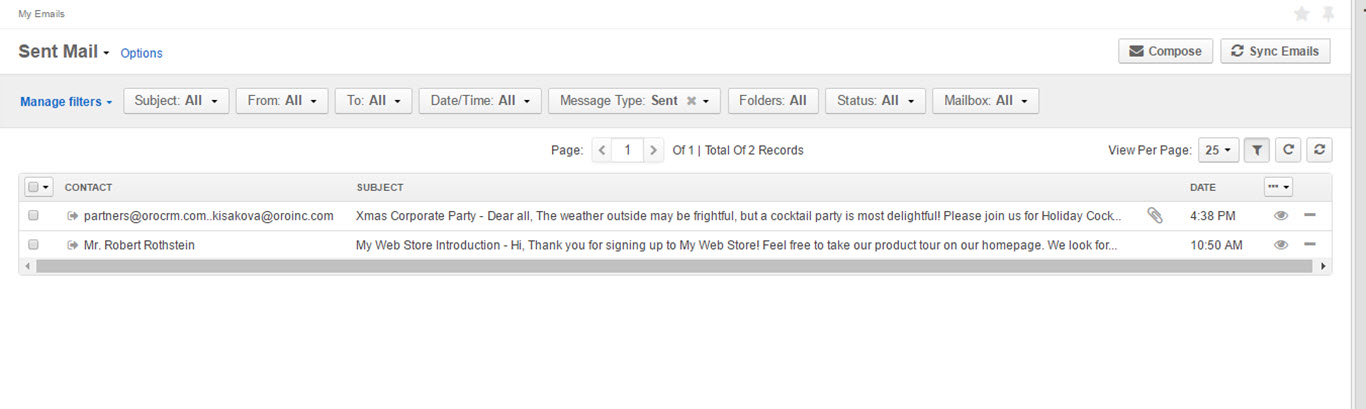 My Emails
Sent Mail Options Compose Sync Emails
Manage filters Subject: All From: All To: All Date/Time: All Message Type: Sent Folders: All Status: All Mailbox: All
Page: 1 Of 1 | Total Of 2 Records View Per Page: 25
CONTACT SUBJECT DATE
partners@orocrm.com..kisakova@oroinc.com Xmas Corporate Party - Dear all, The weather outside may be frightful, but a cocktail party is most delightful! Please join us for Holiday Cock... 4:38 PM
Mr. Robert Rothstein My Web Store Introduction - Hi, Thank you for signing up to My Web Store! Feel free to take our product tour on our homepage. We look for... 10:50 AM